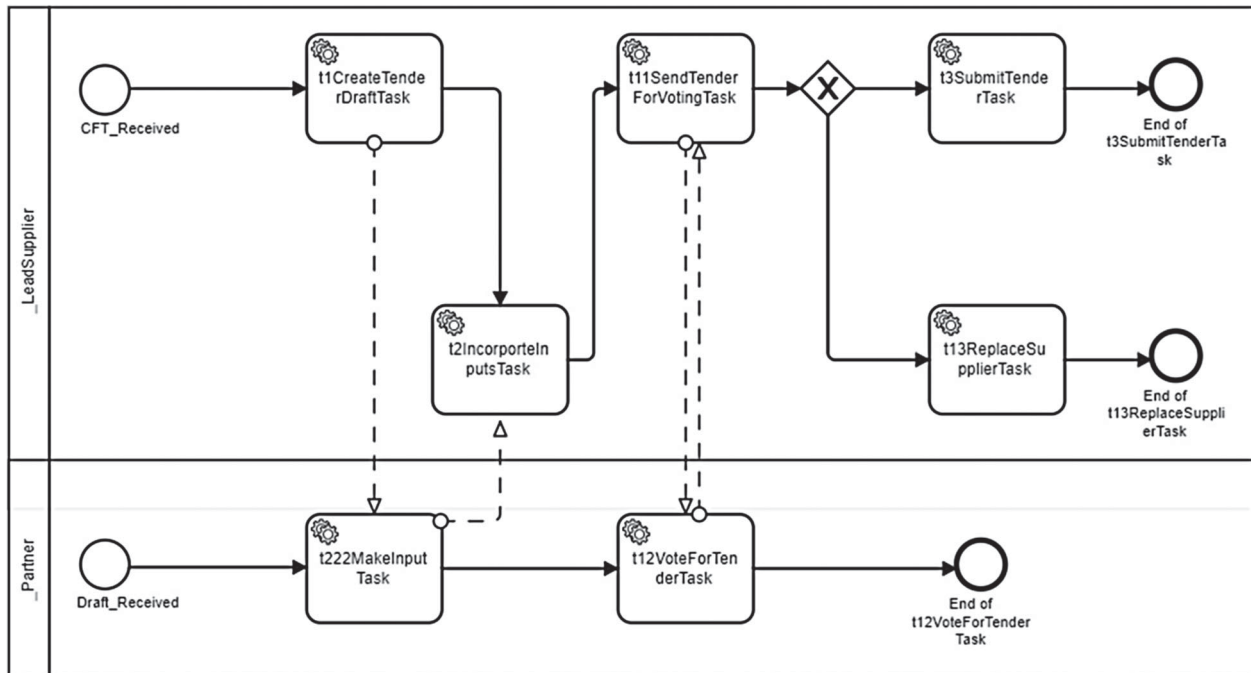 _LeadSupplier
t1CreateTende
rDraftTask
t11SendTender
ForVotingTask
X
t3SubmitTende
rTask
CFT_Received
End of
t3SubmitTenderTa
sk
t2IncorporteIn
putsTask
t13ReplaceSu
pplierTask
End of
t13ReplaceSuppli
erTask
_Partner
t222MakeInput
Task
t12VoteForTen
derTask
Draft_Received
End of
t12VoteForTender
Task